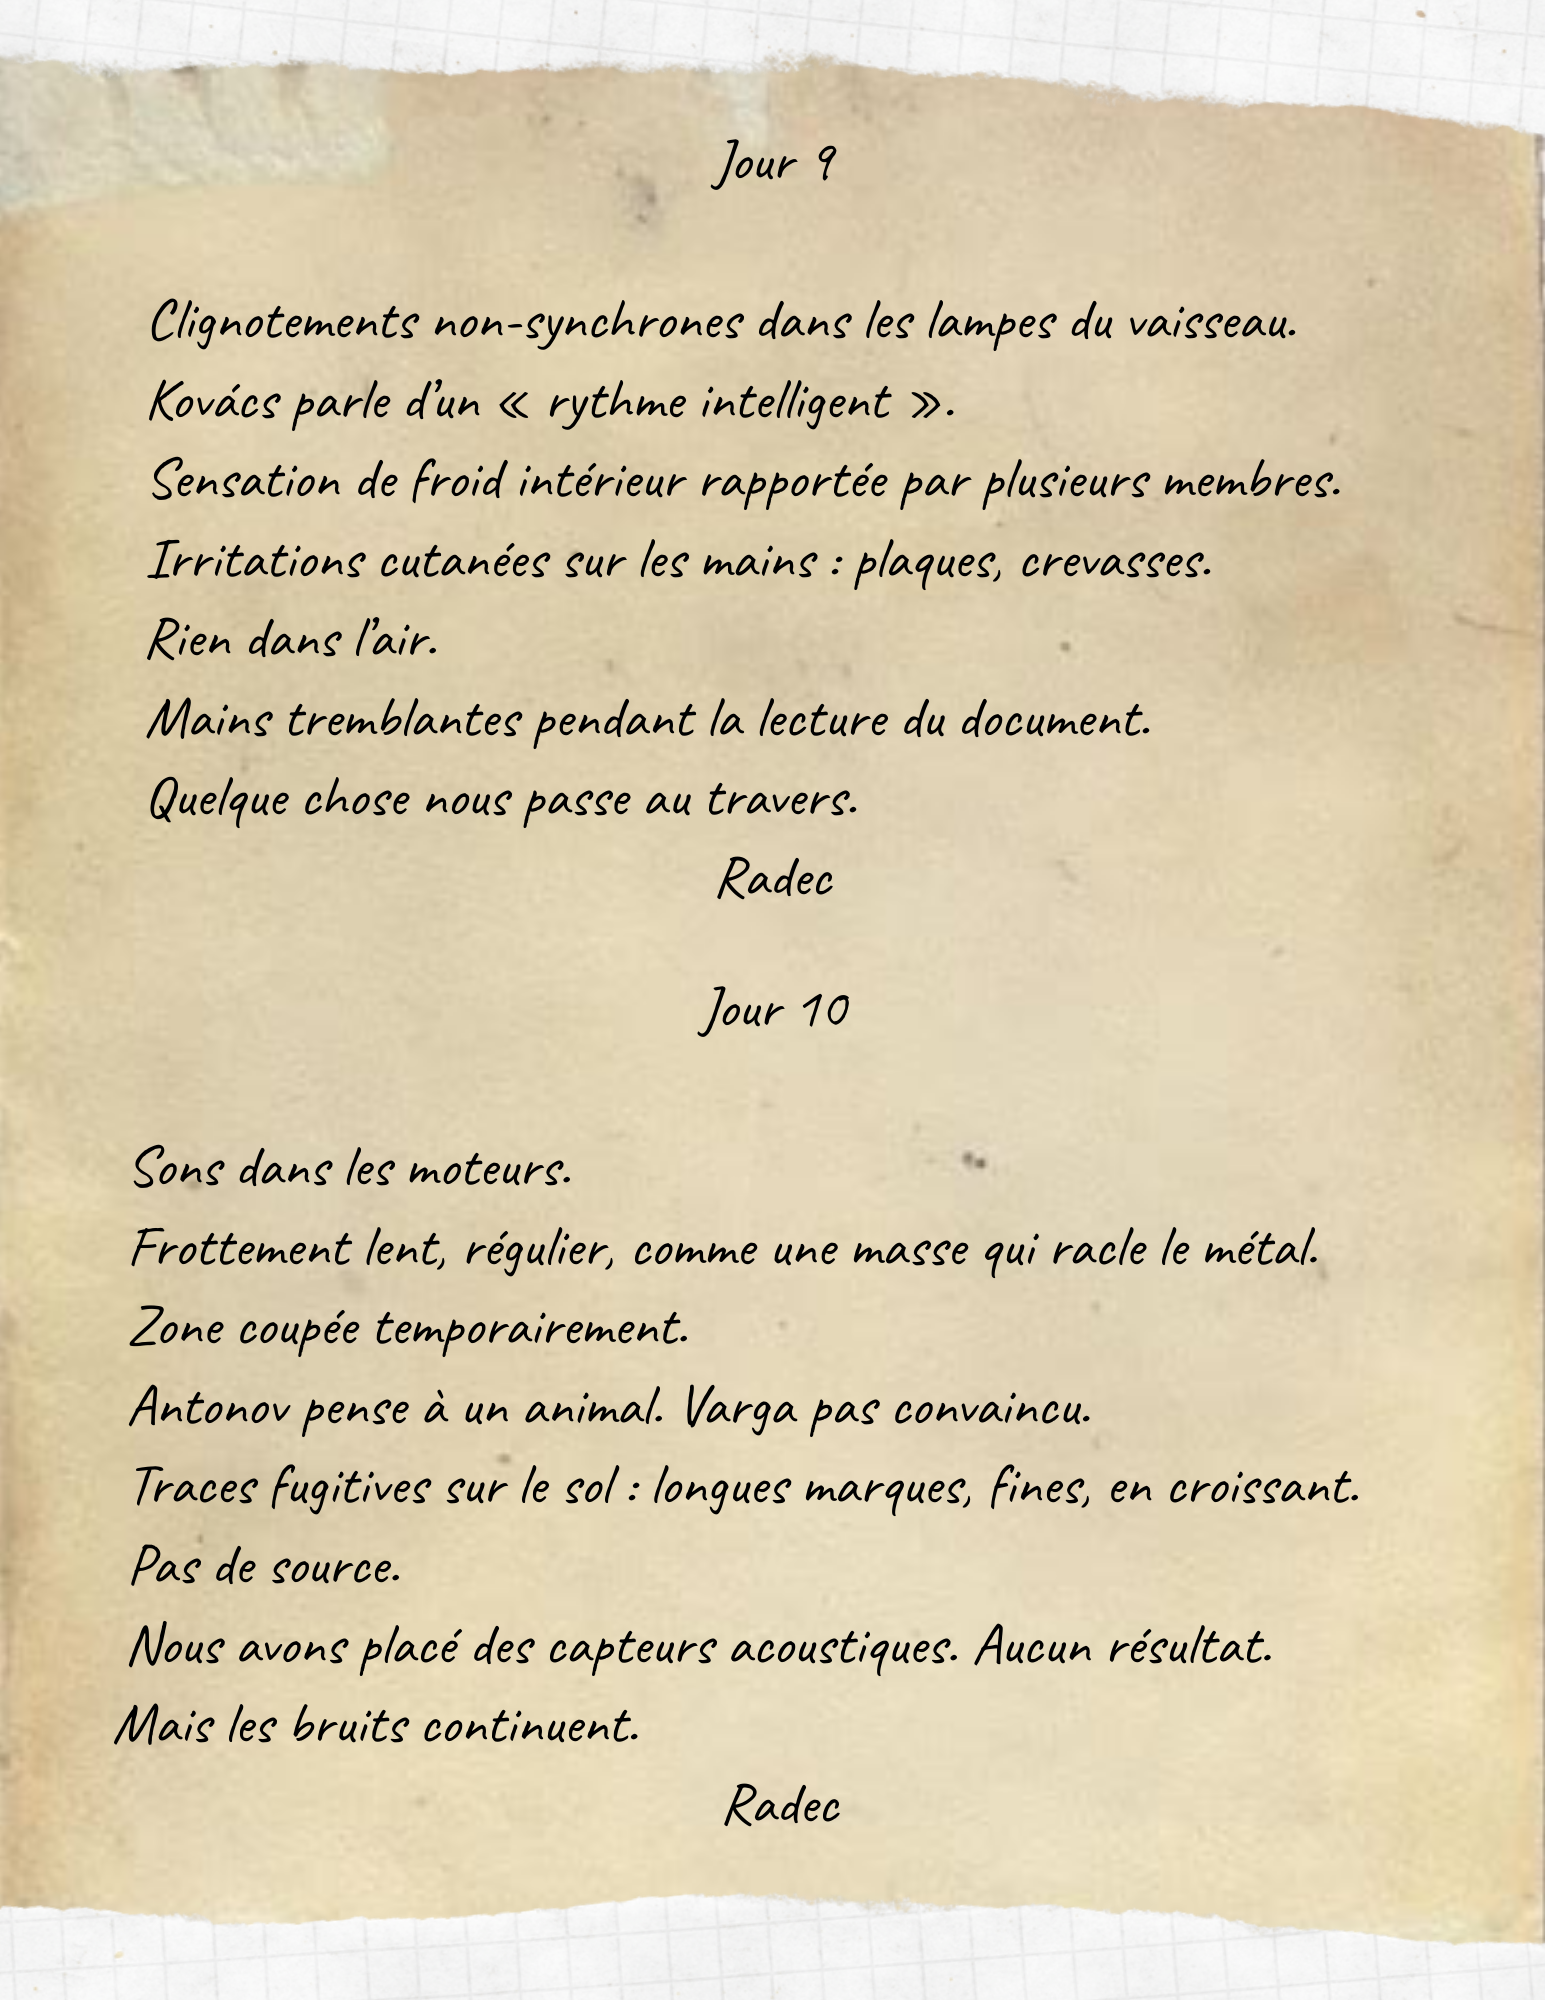 Jour 9
Clignotements non-synchrones dans les lampes du vaisseau.
Kovács parle d’un « rythme intelligent ».
Sensation de froid intérieur rapportée par plusieurs membres.
Irritations cutanées sur les mains : plaques, crevasses.
Rien dans l’air.
Mains tremblantes pendant la lecture du document.
Quelque chose nous passe au travers.
Radec
Jour 10
Sons dans les moteurs.
Frottement lent, régulier, comme une masse qui racle le métal.
Zone coupée temporairement.
Antonov pense à un animal. Varga pas convaincu.
Traces fugitives sur le sol : longues marques, fines, en croissant.
Pas de source.
Nous avons placé des capteurs acoustiques. Aucun résultat.
Mais les bruits continuent.
Radec